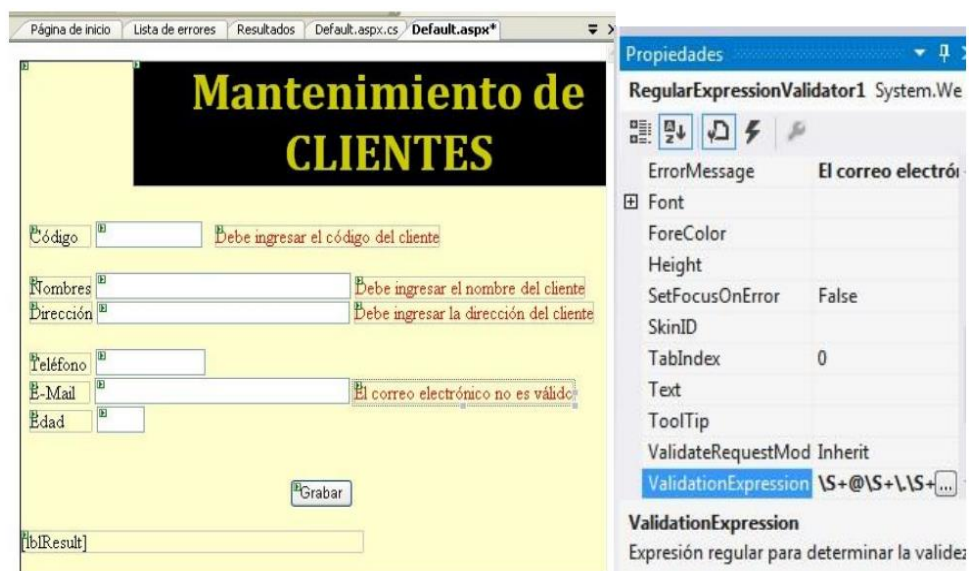 Página de inicio Lista de errores Resultados Default.aspx.cs Default.aspx*
Mantenimiento de
CLIENTES
Código Debe ingresar el código del cliente
Nombres Debe ingresar el nombre del cliente
Dirección Debe ingresar la dirección del cliente
Teléfono
E-Mail El correo electrónico no es válido
Edad
Grabar
[lblResult]
Propiedades
RegularExpressionValidator1 System.We
ErrorMessage El correo electrón
Font
ForeColor
Height
SetFocusOnError False
SkinID
TabIndex 0
Text
ToolTip
ValidateRequestMod Inherit
ValidationExpression \S+@\S+\.\S+ ...
ValidationExpression
Expresión regular para determinar la validez